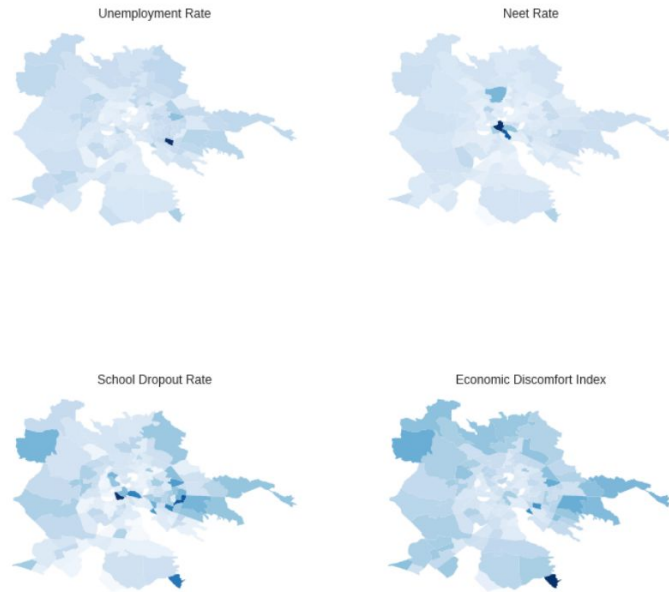 Unemployment Rate
Neet Rate
School Dropout Rate
Economic Discomfort Index